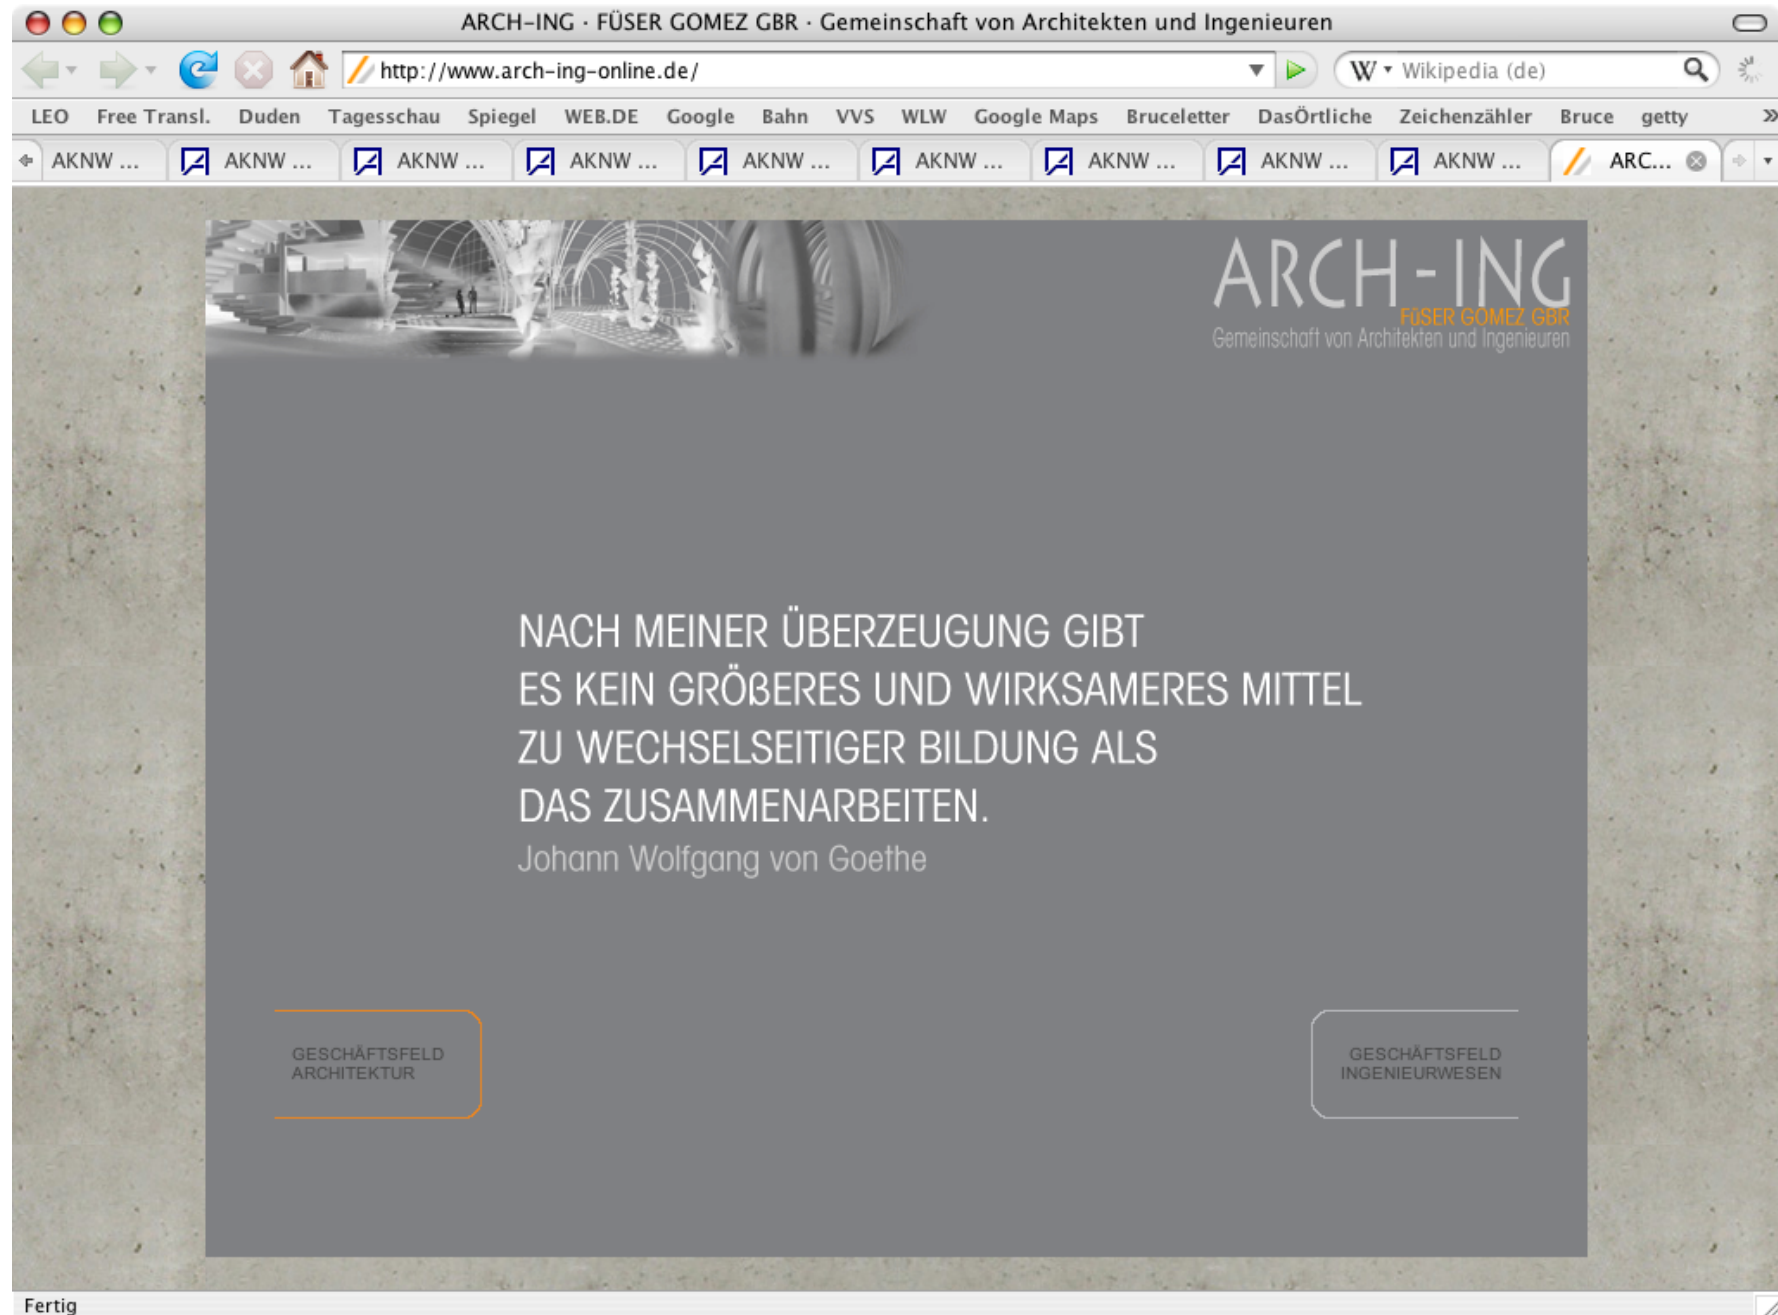 ARCH-ING · FÜSER GOMEZ GBR · Gemeinschaft von Architekten und Ingenieuren
http://www.arch-ing-online.de/
W Wikipedia (de)
LEO Free Transl. Duden Tagesschau Spiegel WEB.DE Google Bahn VVS WLW Google Maps Bruceletter DasÖrtliche Zeichenzähler Bruce getty »
AKNW ... AKNW ... AKNW ... AKNW ... AKNW ... AKNW ... AKNW ... AKNW ... AKNW ... ARC...
ARCH-ING
FÜSER GOMEZ GBR
Gemeinschaft von Architekten und Ingenieuren
NACH MEINER ÜBERZEUGUNG GIBT
ES KEIN GRÖßERES UND WIRKSAMERES MITTEL
ZU WECHSELSEITIGER BILDUNG ALS
DAS ZUSAMMENARBEITEN.
Johann Wolfgang von Goethe
GESCHÄFTSFELD
ARCHITEKTUR
GESCHÄFTSFELD
INGENIEURWESEN
Fertig